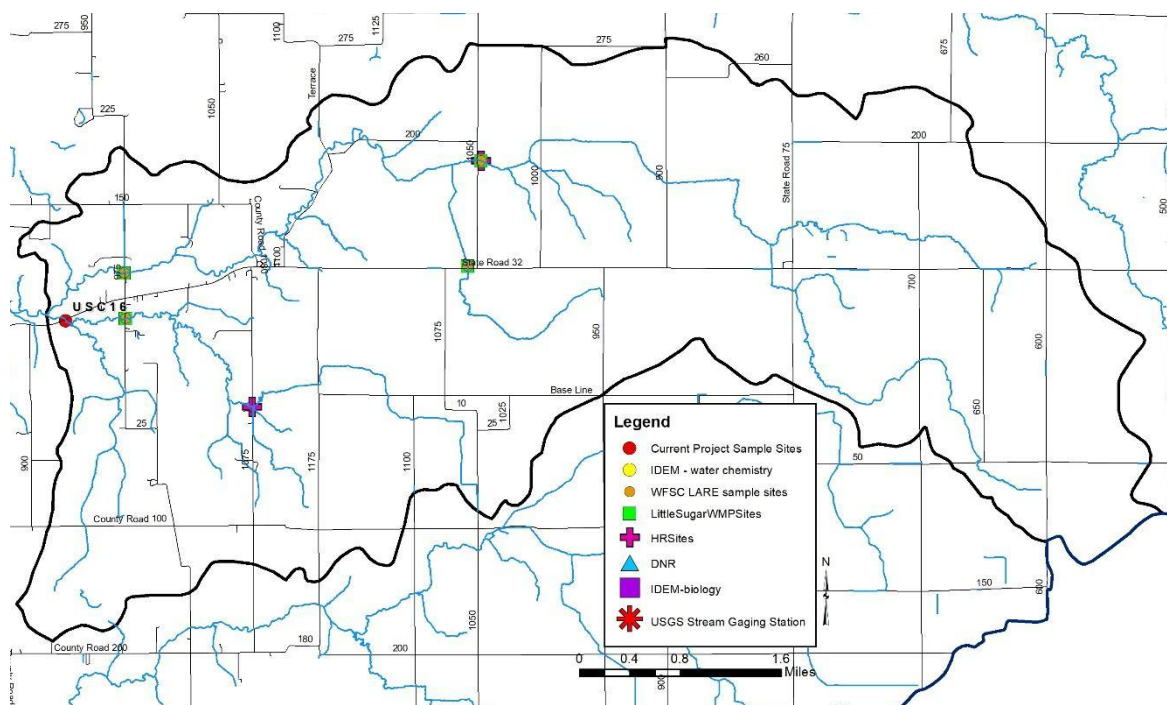 950
275
1100
1125
275
275
675
260
225
1050
Terrace
200
1050
1000
900
State Road 75
200
500
150
County Road
1100
State Road 32
700
975
USC16
1075
950
600
Base Line
10
1025
25
25
650
900
1175
1100
50
County Road 100
150
600
1050
County Road 200
180
200
900
Legend
Current Project Sample Sites
IDEM - water chemistry
WFSC LARE sample sites
LittleSugarWMPSites
HRSites
DNR
IDEM-biology
USGS Stream Gaging Station
N
0 0.4 0.8 1.6
Miles